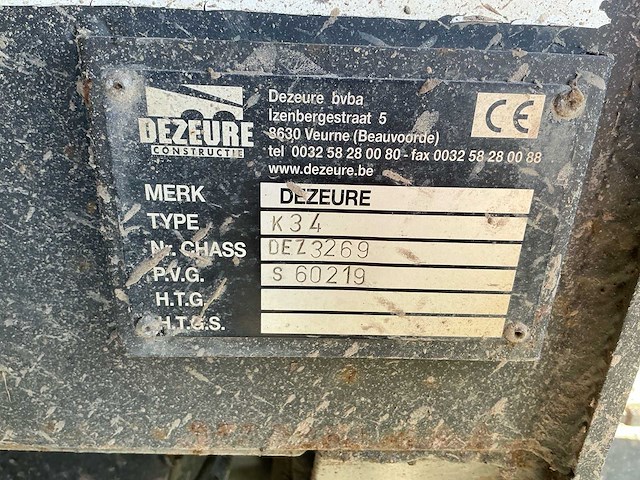 DEZEURE
CONSTRUCTIE
Dezeure bvba
Izenbergestraat 5
8630 Veurne (Beauvoorde)
tel 0032 58 28 00 80 - fax 0032 58 28 00 88
www.dezeure.be
CE
MERK DEZEURE
TYPE K34
Nr. CHASS DEZ3269
P.V.G. S 60219
H.T.G.
H.T.G.S.